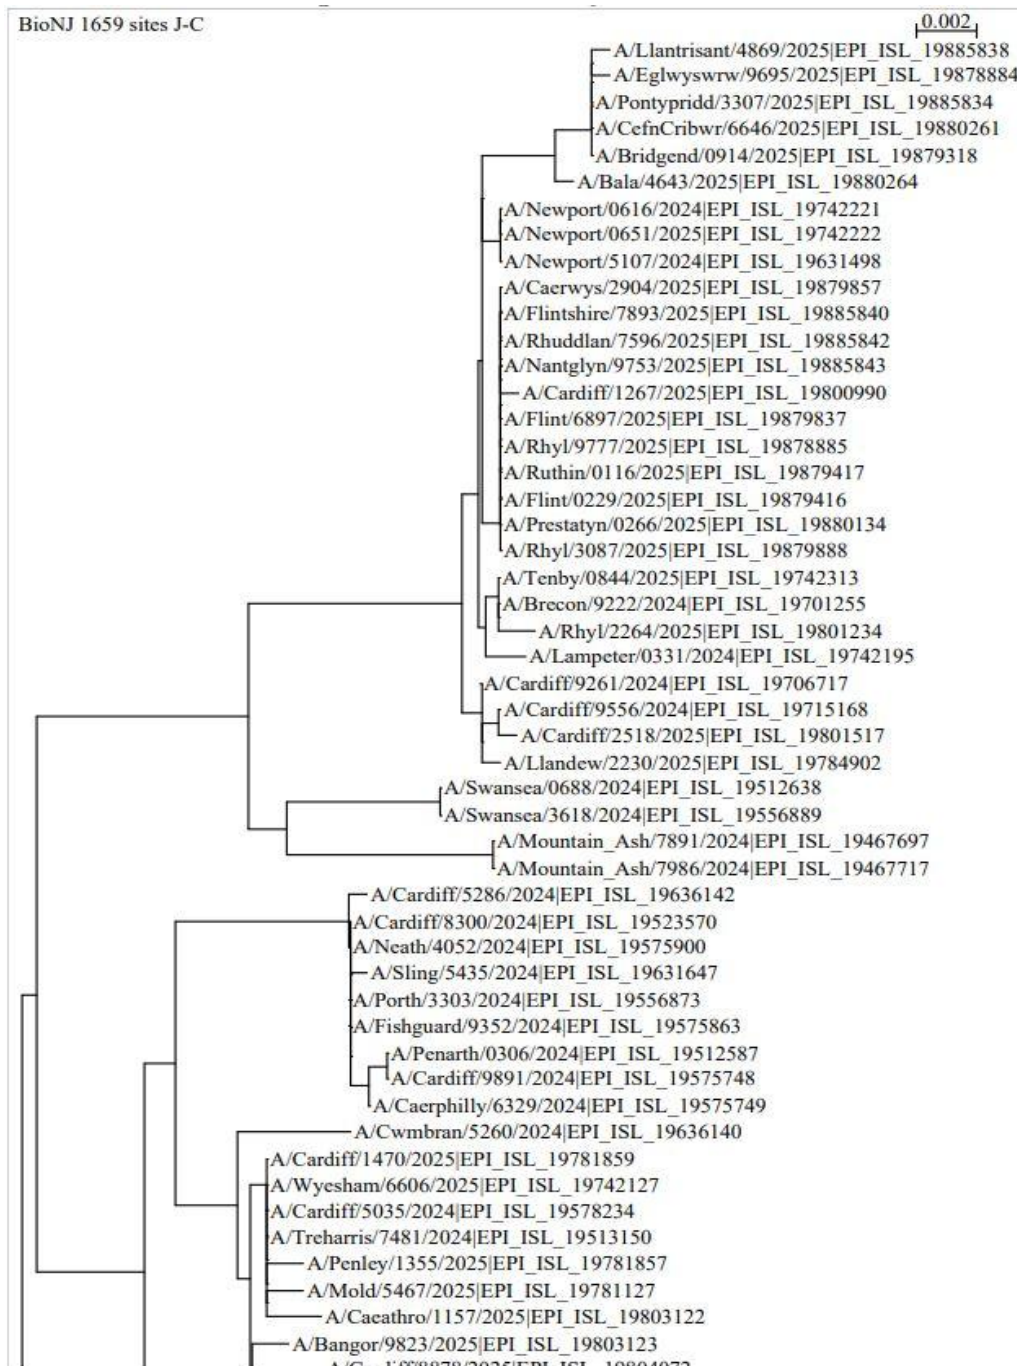 BioNJ 1659 sites J-C
0.002
A/Llantrisant/4869/2025|EPI_ISL_19885838
A/Eglwyswrw/9695/2025|EPI_ISL_19878884
A/Pontypridd/3307/2025|EPI_ISL_19885834
A/CefnCribwr/6646/2025|EPI_ISL_19880261
A/Bridgend/0914/2025|EPI_ISL_19879318
A/Bala/4643/2025|EPI_ISL_19880264
A/Newport/0616/2024|EPI_ISL_19742221
A/Newport/0651/2025|EPI_ISL_19742222
A/Newport/5107/2024|EPI_ISL_19631498
A/Caerwys/2904/2025|EPI_ISL_19879857
A/Flintshire/7893/2025|EPI_ISL_19885840
A/Rhuddlan/7596/2025|EPI_ISL_19885842
A/Nantglyn/9753/2025|EPI_ISL_19885843
A/Cardiff/1267/2025|EPI_ISL_19800990
A/Flint/6897/2025|EPI_ISL_19879837
A/Rhyl/9777/2025|EPI_ISL_19878885
A/Ruthin/0116/2025|EPI_ISL_19879417
A/Flint/0229/2025|EPI_ISL_19879416
A/Prestatyn/0266/2025|EPI_ISL_19880134
A/Rhyl/3087/2025|EPI_ISL_19879888
A/Tenby/0844/2025|EPI_ISL_19742313
A/Brecon/9222/2024|EPI_ISL_19701255
A/Rhyl/2264/2025|EPI_ISL_19801234
A/Lampeter/0331/2024|EPI_ISL_19742195
A/Cardiff/9261/2024|EPI_ISL_19706717
A/Cardiff/9556/2024|EPI_ISL_19715168
A/Cardiff/2518/2025|EPI_ISL_19801517
A/Llandew/2230/2025|EPI_ISL_19784902
A/Swansea/0688/2024|EPI_ISL_19512638
A/Swansea/3618/2024|EPI_ISL_19556889
A/Mountain_Ash/7891/2024|EPI_ISL_19467697
A/Mountain_Ash/7986/2024|EPI_ISL_19467717
A/Cardiff/5286/2024|EPI_ISL_19636142
A/Cardiff/8300/2024|EPI_ISL_19523570
A/Neath/4052/2024|EPI_ISL_19575900
A/Sling/5435/2024|EPI_ISL_19631647
A/Porth/3303/2024|EPI_ISL_19556873
A/Fishguard/9352/2024|EPI_ISL_19575863
A/Penarth/0306/2024|EPI_ISL_19512587
A/Cardiff/9891/2024|EPI_ISL_19575748
A/Caerphilly/6329/2024|EPI_ISL_19575749
A/Cwmbran/5260/2024|EPI_ISL_19636140
A/Cardiff/1470/2025|EPI_ISL_19781859
A/Wyesham/6606/2025|EPI_ISL_19742127
A/Cardiff/5035/2024|EPI_ISL_19578234
A/Treharris/7481/2024|EPI_ISL_19513150
A/Penley/1355/2025|EPI_ISL_19781857
A/Mold/5467/2025|EPI_ISL_19781127
A/Caeathro/1157/2025|EPI_ISL_19803122
A/Bangor/9823/2025|EPI_ISL_19803123